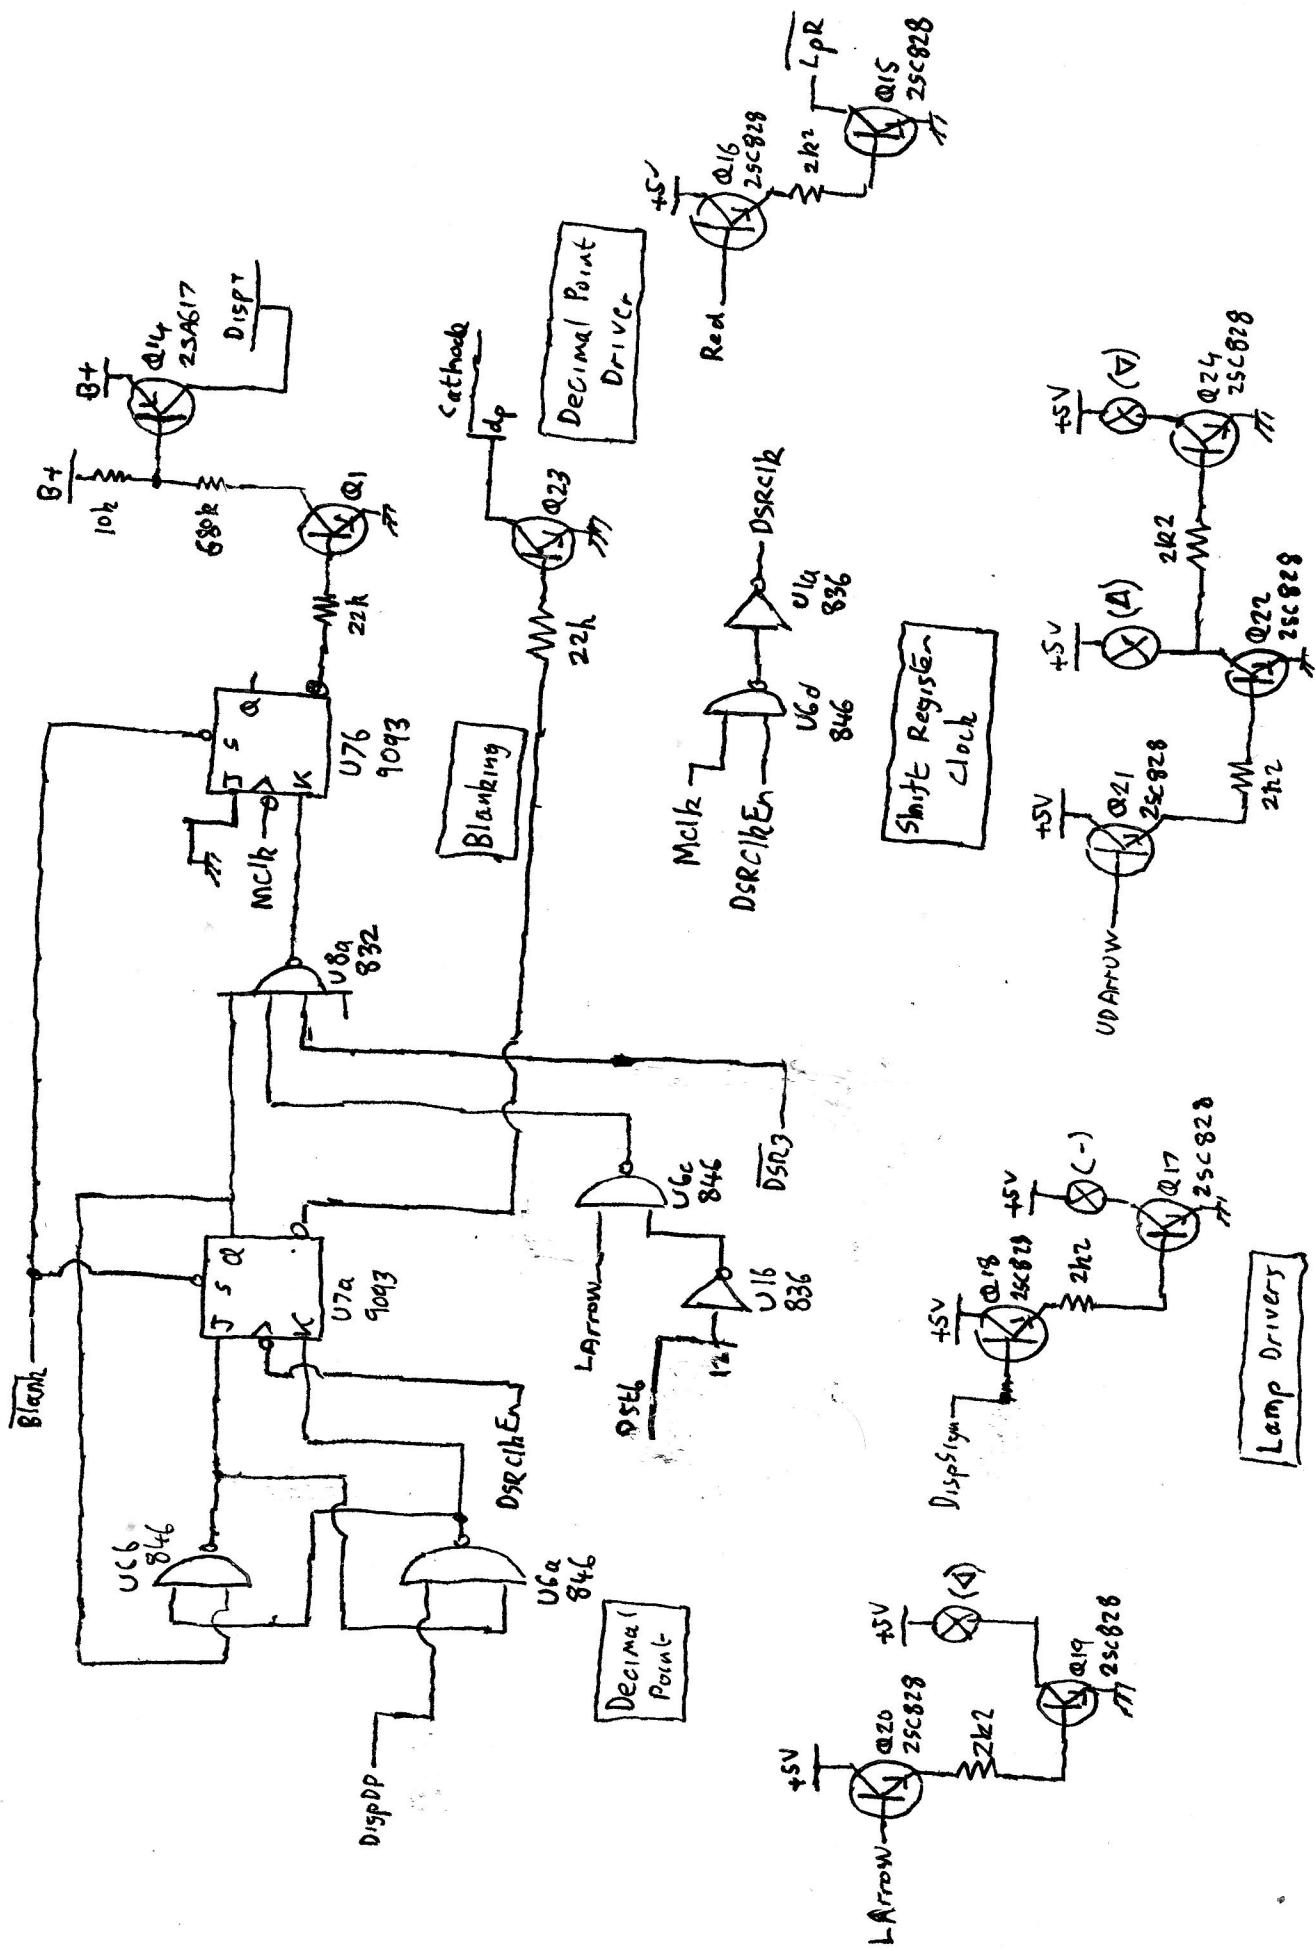 Blank
U6b
846
J
S
Q
K
U7a
9093
DSRClkEn
DispDP
U6a
846
Decimal
Point
LArrow
Dst6
12
U1b
836
U6c
846
DSR3
U8a
832
MClk
J
S
Q
K
U7b
9093
22k
Q1
B+
10k
680k
B+
Q14
2SA617
DispT
Blanking
22k
Q23
Cathode
dp
Decimal Point
Driver
Mclk
DSRClkEn
U6d
846
U1a
836
DSRClk
Shift Register
Clock
Red
+5V
Q16
2SC828
2k2
LpR
Q15
2SC828
LArrow
+5V
Q20
2SC828
2k2
+5V
(◁)
Q19
2SC828
DispSign
+5V
Q18
2SC828
2k2
+5V
(-)
Q17
2SC828
UDArrow
+5V
Q21
2SC828
2k2
+5V
(Δ)
Q22
2SC828
2k2
+5V
(∇)
Q24
2SC828
Lamp Drivers